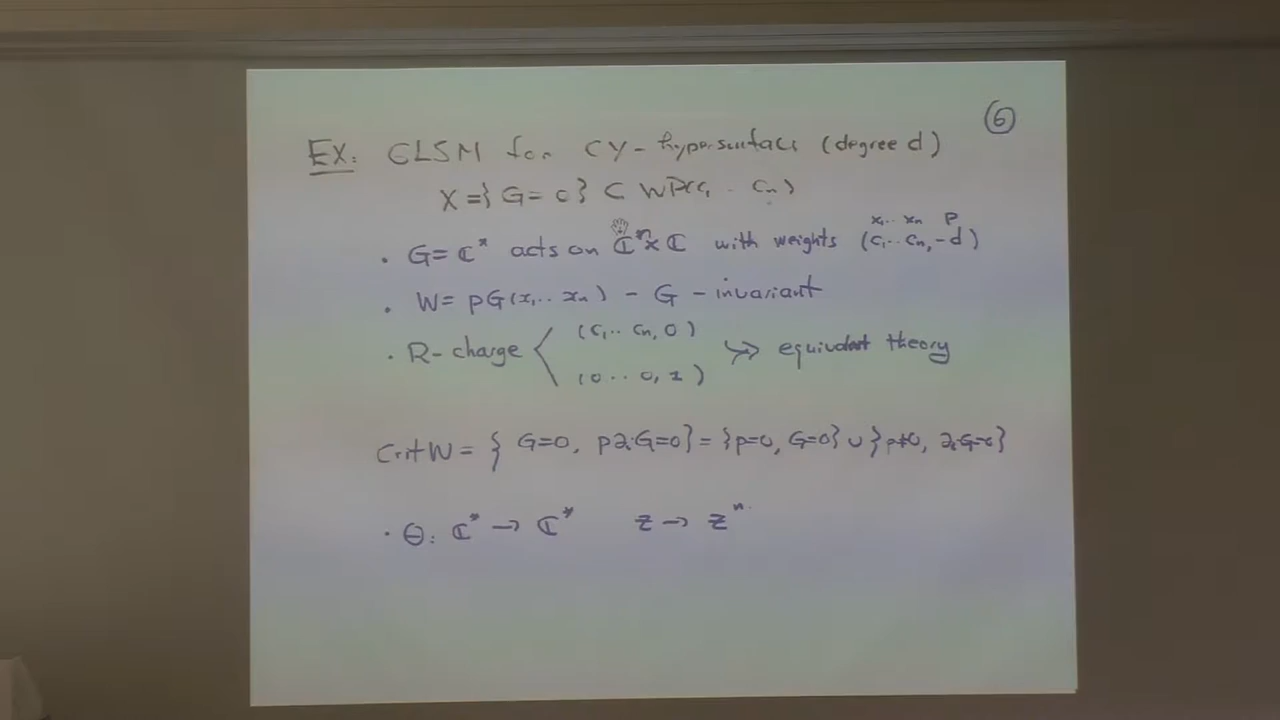 ⑥
EX: GLSM for CY-hypersurface (degree d)
X = { G = 0 } ⊂ WP(c₁ .. cₙ)
x₁.. xₙ p
• G = ℂ* acts on ℂⁿ x ℂ with weights (c₁.. cₙ, -d)
• W = pG(x₁.. xₙ) - G - invariant
(c₁.. cₙ, 0)
• R-charge < ↣ equivalent theory
(0.. 0, 1)
Crit W = { G=0, p∂ᵢG=0} = {p=0, G=0} ∪ {p≠0, ∂ᵢG=0}
• Θ: ℂ* → ℂ* z → zⁿ